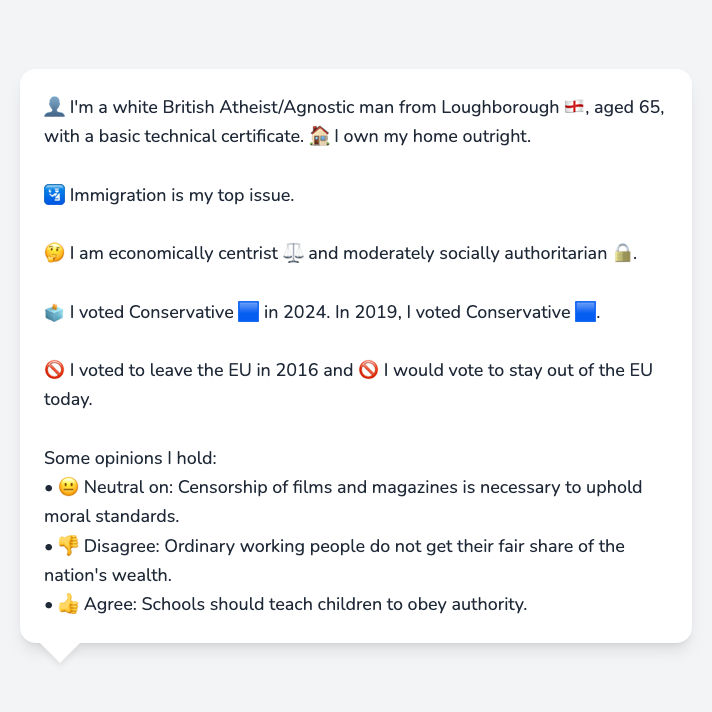 👤 I'm a white British Atheist/Agnostic man from Loughborough 🏴󠁧󠁢󠁥󠁮󠁧󠁿, aged 65,
with a basic technical certificate. 🏠 I own my home outright.
🛂 Immigration is my top issue.
🤔 I am economically centrist ⚖️ and moderately socially authoritarian 🔒.
🗳️ I voted Conservative 🟦 in 2024. In 2019, I voted Conservative 🟦.
🚫 I voted to leave the EU in 2016 and 🚫 I would vote to stay out of the EU
today.
Some opinions I hold:
• 😐 Neutral on: Censorship of films and magazines is necessary to uphold
moral standards.
• 👎 Disagree: Ordinary working people do not get their fair share of the
nation's wealth.
• 👍 Agree: Schools should teach children to obey authority.